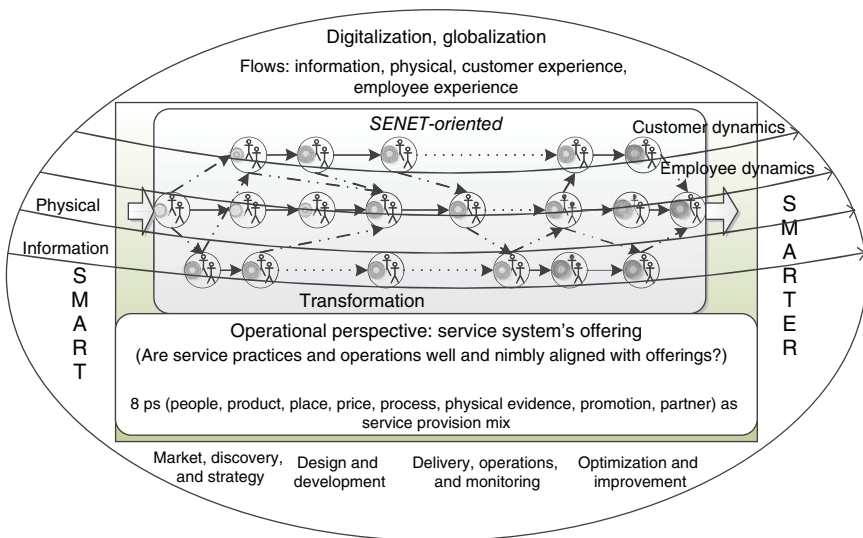 Digitalization, globalization
Flows: information, physical, customer experience,
employee experience
SENET-oriented
Customer dynamics
Employee dynamics
Physical
Information
SMART
SMARTER
Transformation
Operational perspective: service system's offering
(Are service practices and operations well and nimbly aligned with offerings?)
8 ps (people, product, place, price, process, physical evidence, promotion, partner) as
service provision mix
Market, discovery,
and strategy
Design and
development
Delivery, operations,
and monitoring
Optimization and
improvement